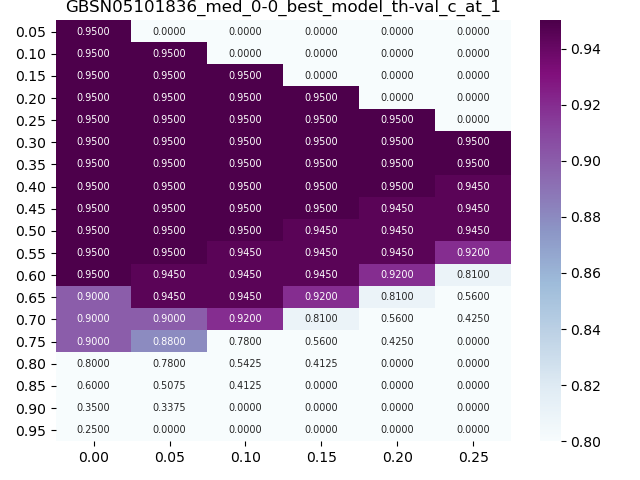 GBSN05101836_med_0-0_best_model_th-val_c_at_1
0.05 0.9500 0.0000 0.0000 0.0000 0.0000 0.0000
0.10 0.9500 0.9500 0.0000 0.0000 0.0000 0.0000
0.15 0.9500 0.9500 0.9500 0.0000 0.0000 0.0000
0.20 0.9500 0.9500 0.9500 0.9500 0.0000 0.0000
0.25 0.9500 0.9500 0.9500 0.9500 0.9500 0.0000
0.30 0.9500 0.9500 0.9500 0.9500 0.9500 0.9500
0.35 0.9500 0.9500 0.9500 0.9500 0.9500 0.9500
0.40 0.9500 0.9500 0.9500 0.9500 0.9500 0.9450
0.45 0.9500 0.9500 0.9500 0.9500 0.9450 0.9450
0.50 0.9500 0.9500 0.9500 0.9450 0.9450 0.9450
0.55 0.9500 0.9500 0.9450 0.9450 0.9450 0.9200
0.60 0.9500 0.9450 0.9450 0.9450 0.9200 0.8100
0.65 0.9000 0.9450 0.9450 0.9200 0.8100 0.5600
0.70 0.9000 0.9000 0.9200 0.8100 0.5600 0.4250
0.75 0.9000 0.8800 0.7800 0.5600 0.4250 0.0000
0.80 0.8000 0.7800 0.5425 0.4125 0.0000 0.0000
0.85 0.6000 0.5075 0.4125 0.0000 0.0000 0.0000
0.90 0.3500 0.3375 0.0000 0.0000 0.0000 0.0000
0.95 0.2500 0.0000 0.0000 0.0000 0.0000 0.0000
0.00 0.05 0.10 0.15 0.20 0.25
0.94
0.92
0.90
0.88
0.86
0.84
0.82
0.80